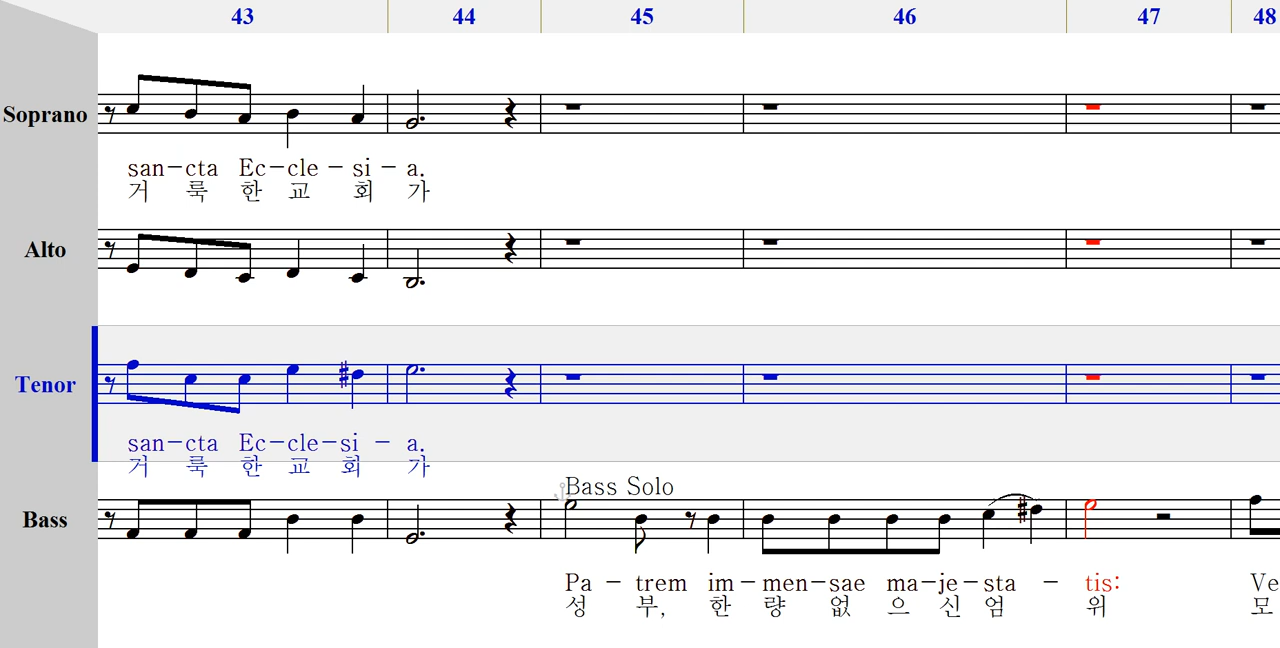 43 44 45 46 47 48
Soprano
san-cta Ec-cle - si - a.
거 룩 한 교 회 가
Alto
Tenor
san-cta Ec-cle-si - a.
거 룩 한 교 회 가
Bass Solo
Bass
Pa - trem im-men-sae ma-je-sta - tis: Ve
성 부, 한 량 없 으 신 엄 위 모